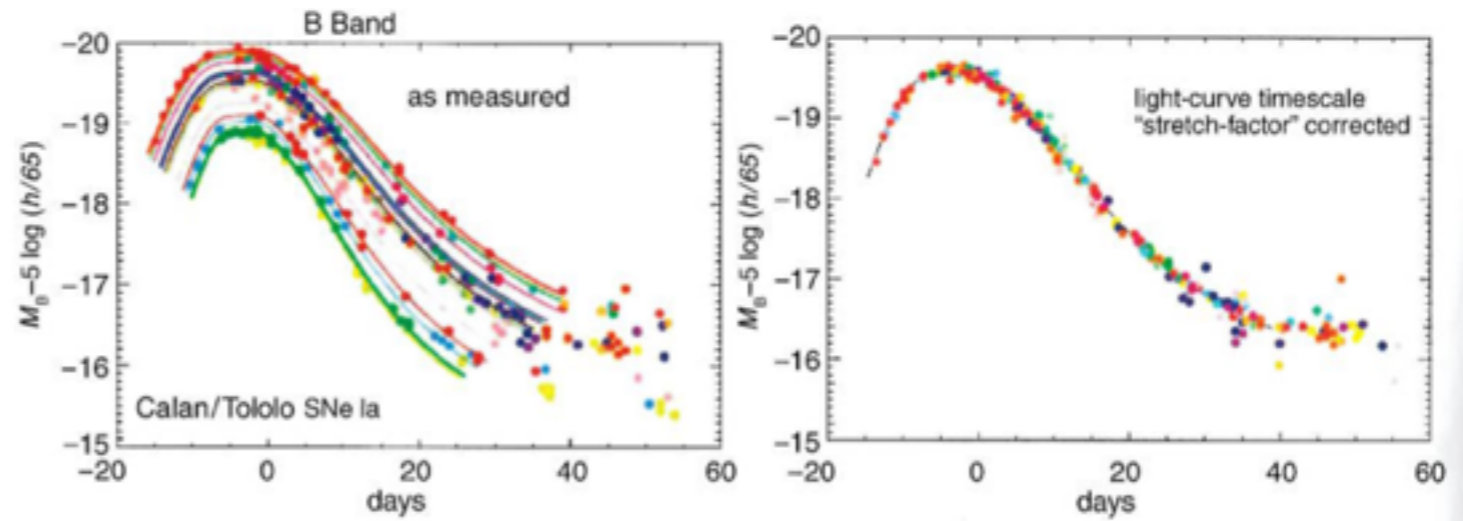 B Band
−20
−19
−18
−17
−16
−15
M_B−5 log (h/65)
as measured
Calan/Tololo SNe Ia
−20 0 20 40 60
days
−20
−19
−18
−17
−16
−15
M_B−5 log (h/65)
light-curve timescale
"stretch-factor" corrected
−20 0 20 40 60
days